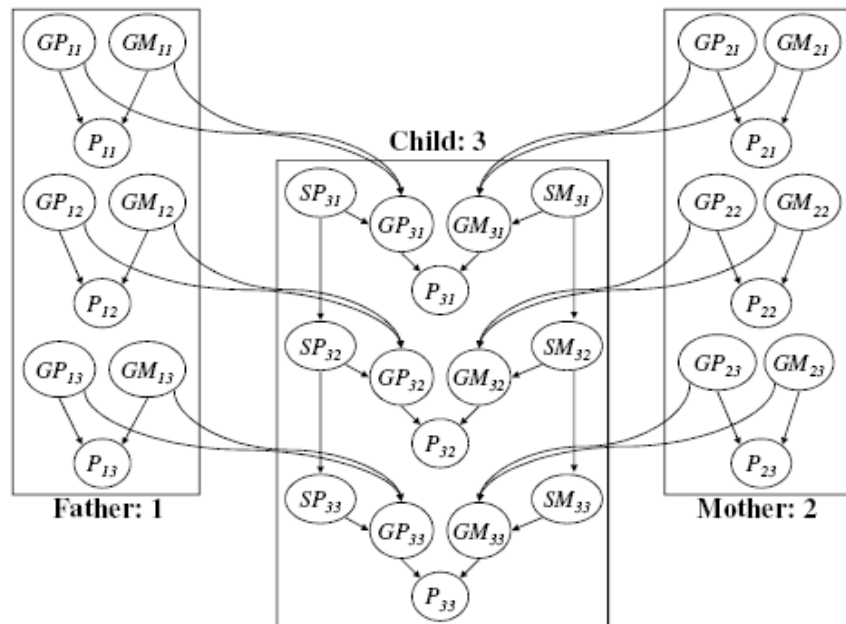 GP11 GM11 GP21 GM21
P11 Child: 3 P21
GP12 GM12 SP31 SM31 GP22 GM22
GP31 GM31
P12 P31 P22
GP13 GM13 SP32 SM32 GP23 GM23
GP32 GM32
P13 P32 P23
Father: 1 SP33 SM33 Mother: 2
GP33 GM33
P33